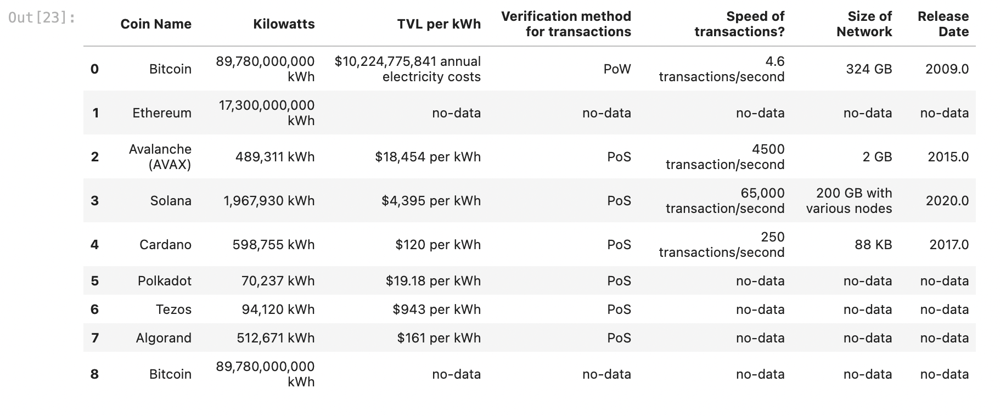 Out[23]:
Coin Name Kilowatts TVL per kWh Verification method for transactions Speed of transactions? Size of Network Release Date
0 Bitcoin 89,780,000,000 kWh $10,224,775,841 annual electricity costs PoW 4.6 transactions/second 324 GB 2009.0
1 Ethereum 17,300,000,000 kWh no-data no-data no-data no-data no-data
2 Avalanche (AVAX) 489,311 kWh $18,454 per kWh PoS 4500 transaction/second 2 GB 2015.0
3 Solana 1,967,930 kWh $4,395 per kWh PoS 65,000 transaction/second 200 GB with various nodes 2020.0
4 Cardano 598,755 kWh $120 per kWh PoS 250 transactions/second 88 KB 2017.0
5 Polkadot 70,237 kWh $19.18 per kWh PoS no-data no-data no-data
6 Tezos 94,120 kWh $943 per kWh PoS no-data no-data no-data
7 Algorand 512,671 kWh $161 per kWh PoS no-data no-data no-data
8 Bitcoin 89,780,000,000 kWh no-data no-data no-data no-data no-data